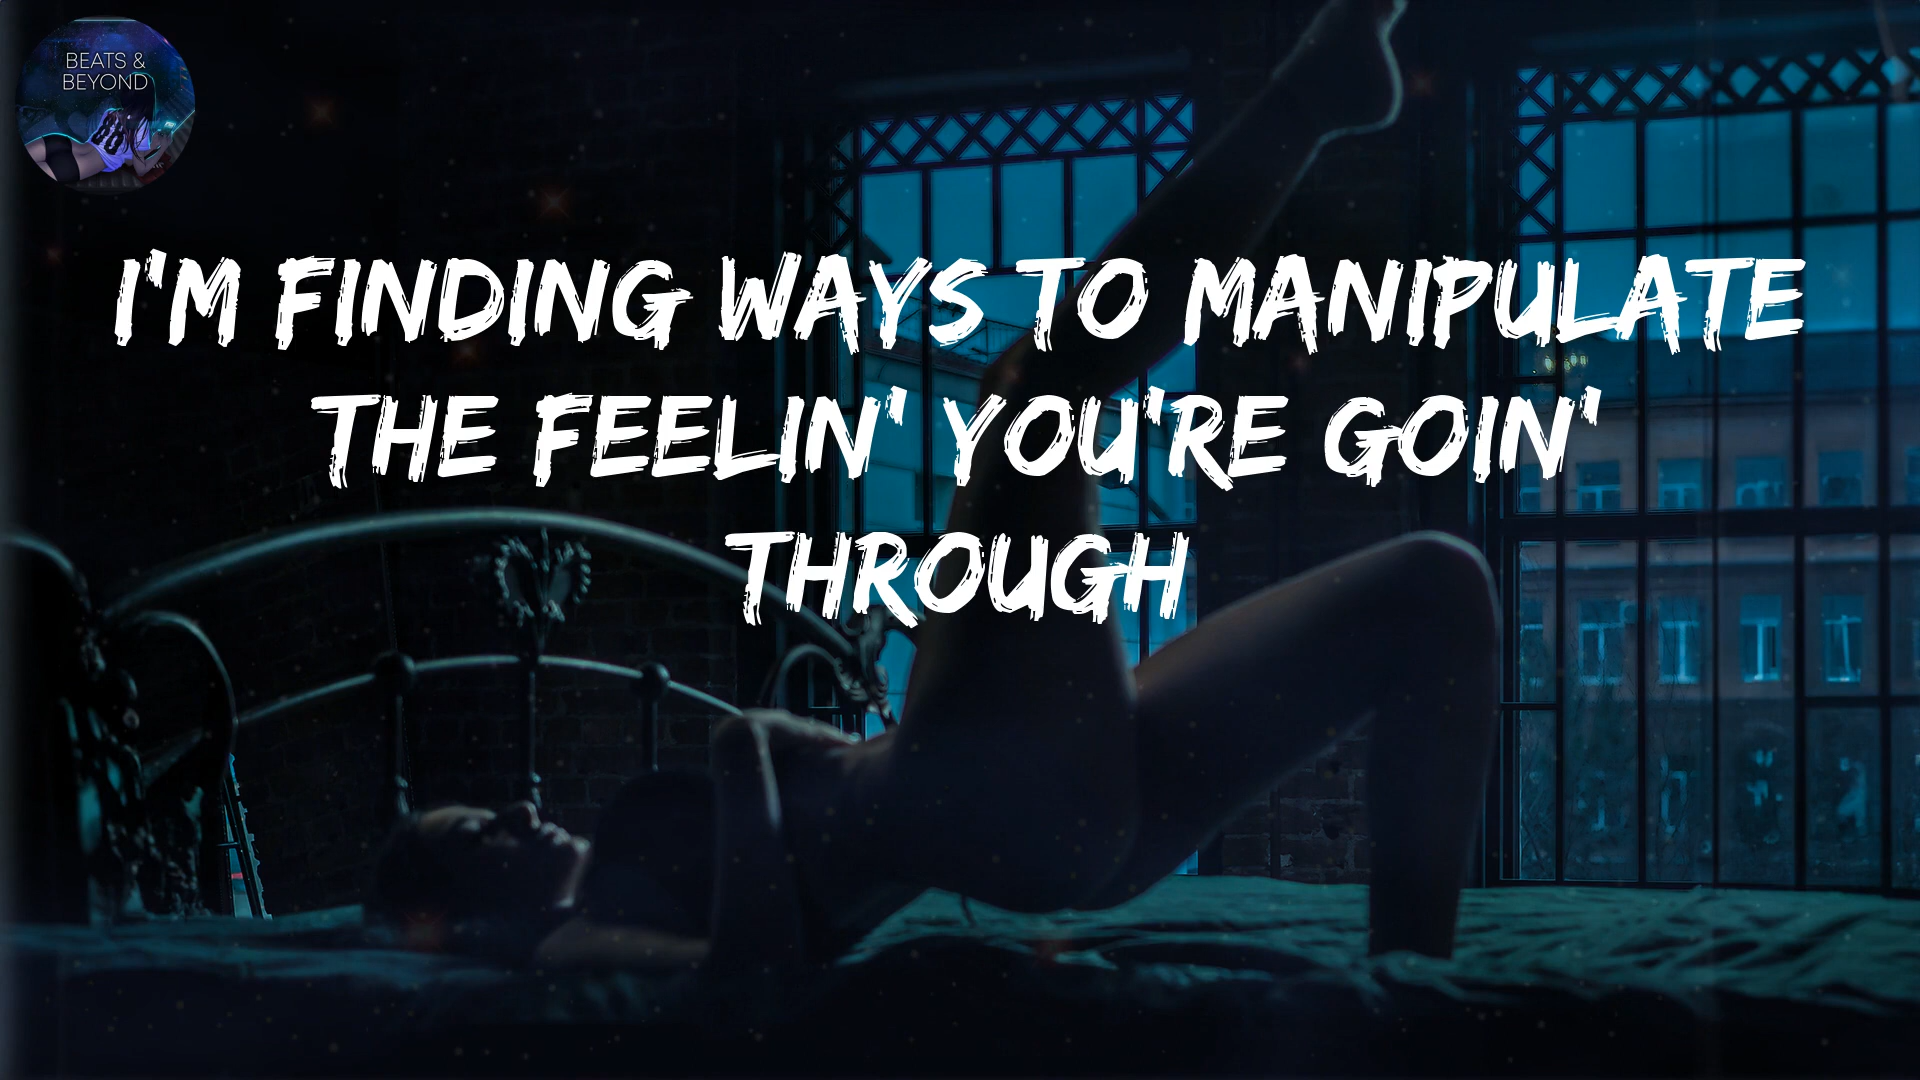 BEATS &
BEYOND
I'M FINDING WAYS TO MANIPULATE
THE FEELIN' YOU'RE GOIN'
THROUGH